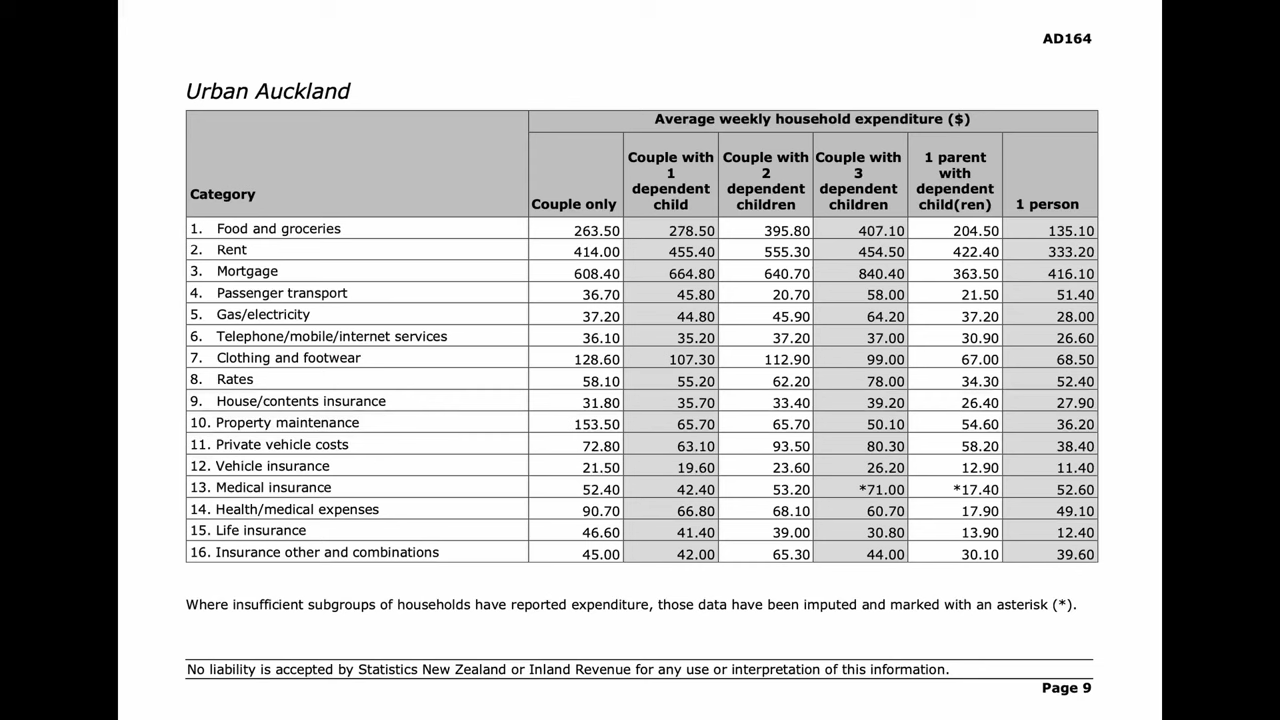 AD164
Urban Auckland
Average weekly household expenditure ($)
Category
Couple only
Couple with 1 dependent child
Couple with 2 dependent children
Couple with 3 dependent children
1 parent with dependent child(ren)
1 person
1. Food and groceries 263.50 278.50 395.80 407.10 204.50 135.10
2. Rent 414.00 455.40 555.30 454.50 422.40 333.20
3. Mortgage 608.40 664.80 640.70 840.40 363.50 416.10
4. Passenger transport 36.70 45.80 20.70 58.00 21.50 51.40
5. Gas/electricity 37.20 44.80 45.90 64.20 37.20 28.00
6. Telephone/mobile/internet services 36.10 35.20 37.20 37.00 30.90 26.60
7. Clothing and footwear 128.60 107.30 112.90 99.00 67.00 68.50
8. Rates 58.10 55.20 62.20 78.00 34.30 52.40
9. House/contents insurance 31.80 35.70 33.40 39.20 26.40 27.90
10. Property maintenance 153.50 65.70 65.70 50.10 54.60 36.20
11. Private vehicle costs 72.80 63.10 93.50 80.30 58.20 38.40
12. Vehicle insurance 21.50 19.60 23.60 26.20 12.90 11.40
13. Medical insurance 52.40 42.40 53.20 *71.00 *17.40 52.60
14. Health/medical expenses 90.70 66.80 68.10 60.70 17.90 49.10
15. Life insurance 46.60 41.40 39.00 30.80 13.90 12.40
16. Insurance other and combinations 45.00 42.00 65.30 44.00 30.10 39.60
Where insufficient subgroups of households have reported expenditure, those data have been imputed and marked with an asterisk (*).
No liability is accepted by Statistics New Zealand or Inland Revenue for any use or interpretation of this information.
Page 9